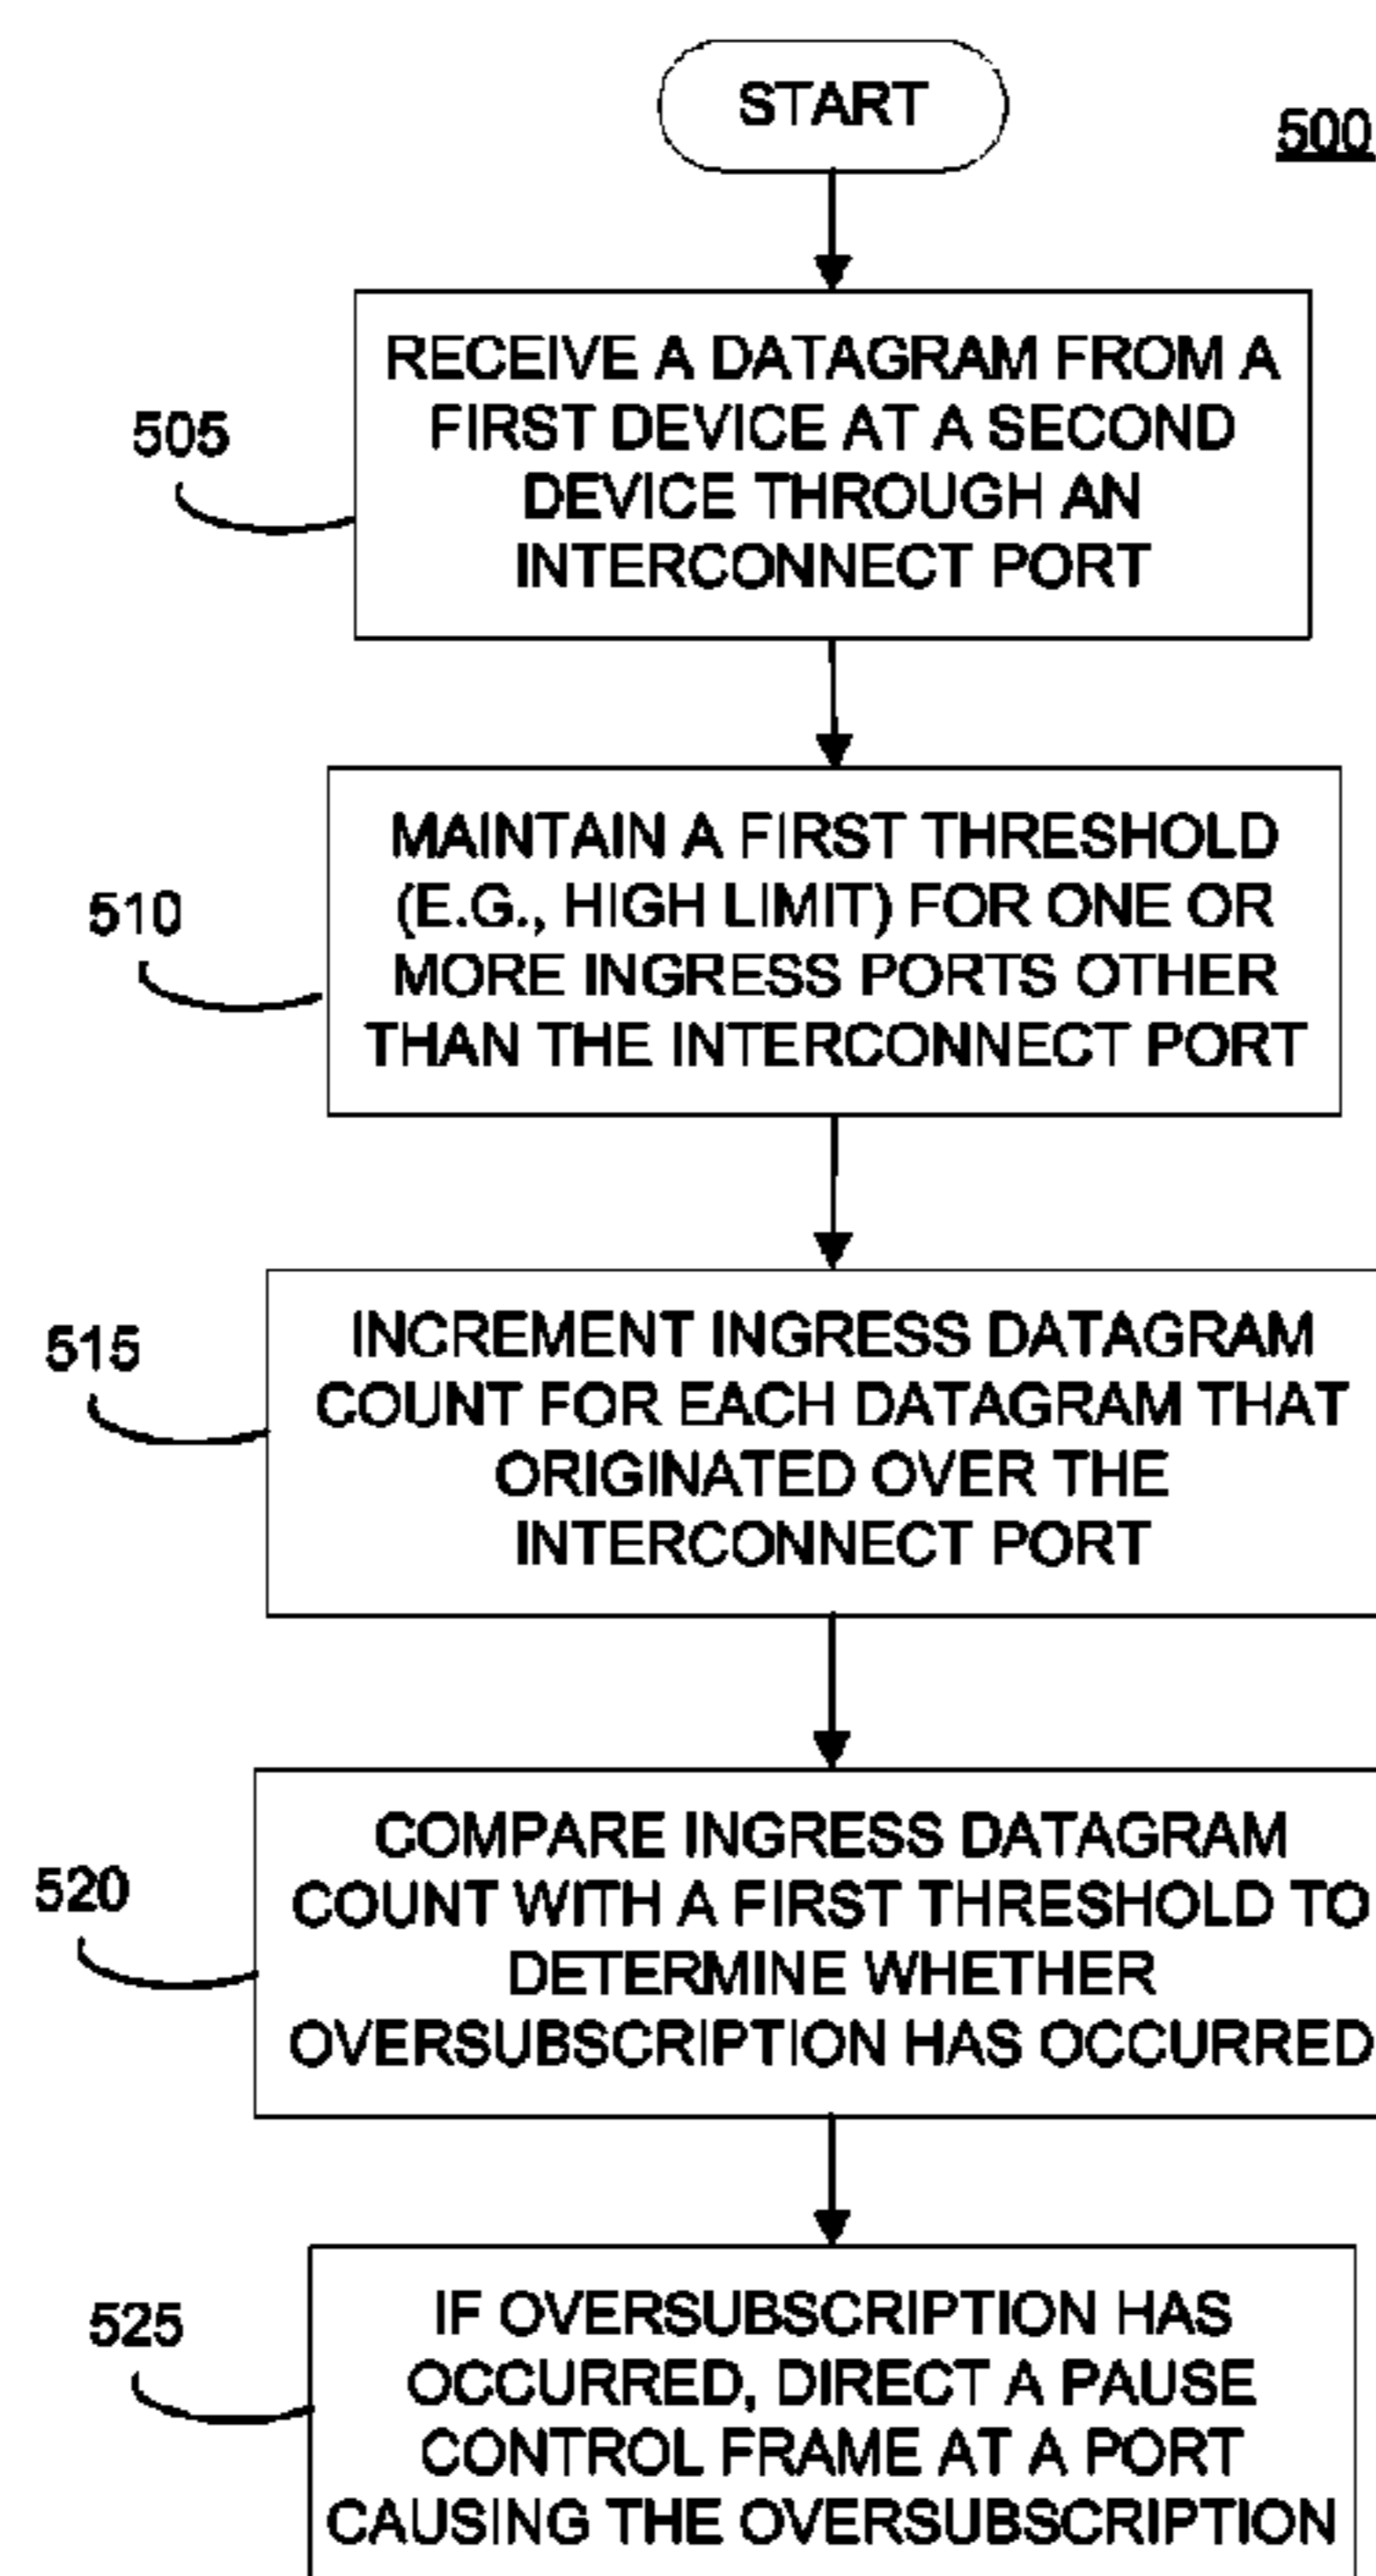 START
500
RECEIVE A DATAGRAM FROM A
FIRST DEVICE AT A SECOND
DEVICE THROUGH AN
INTERCONNECT PORT
505
MAINTAIN A FIRST THRESHOLD
(E.G., HIGH LIMIT) FOR ONE OR
MORE INGRESS PORTS OTHER
THAN THE INTERCONNECT PORT
510
INCREMENT INGRESS DATAGRAM
COUNT FOR EACH DATAGRAM THAT
ORIGINATED OVER THE
INTERCONNECT PORT
515
COMPARE INGRESS DATAGRAM
COUNT WITH A FIRST THRESHOLD TO
DETERMINE WHETHER
OVERSUBSCRIPTION HAS OCCURRED
520
IF OVERSUBSCRIPTION HAS
OCCURRED, DIRECT A PAUSE
CONTROL FRAME AT A PORT
CAUSING THE OVERSUBSCRIPTION
525